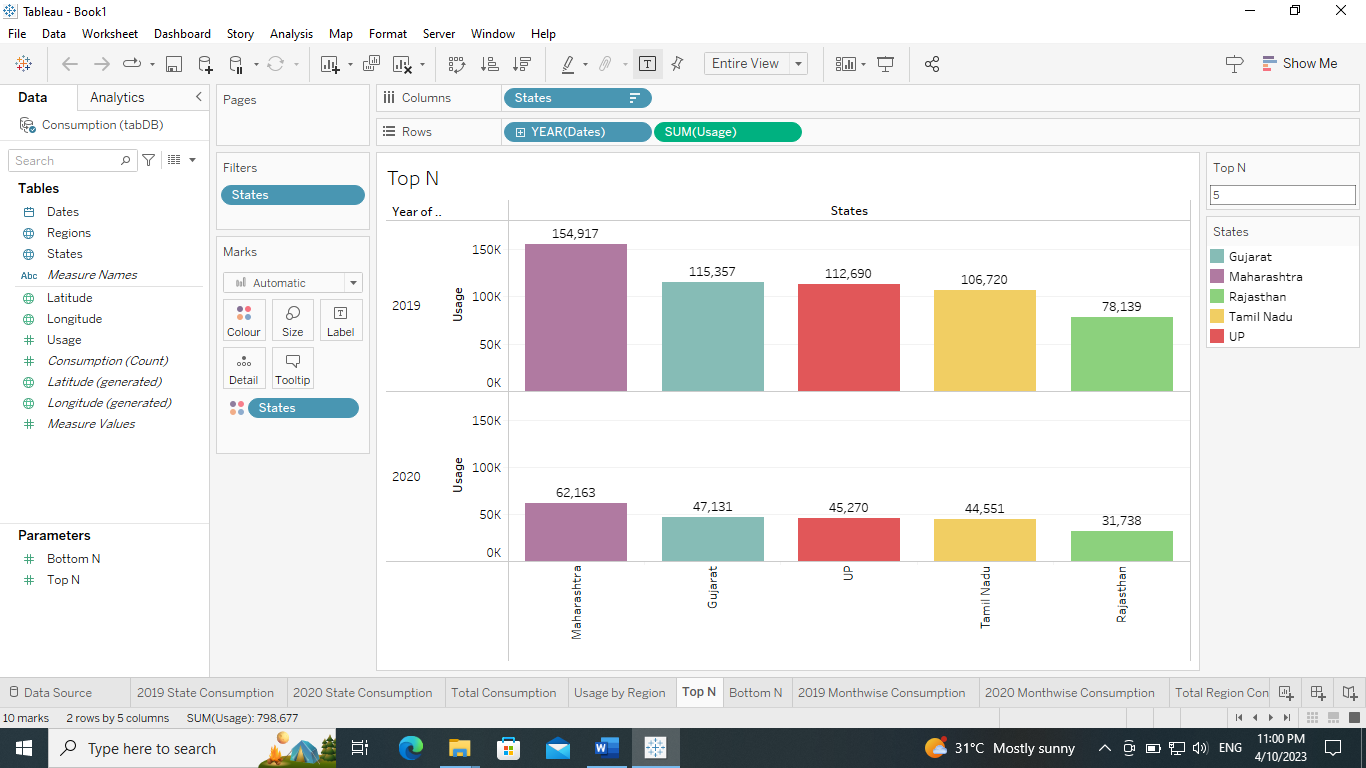 Tableau - Book1
File Data Worksheet Dashboard Story Analysis Map Format Server Window Help
Entire View
Show Me
Data Analytics
Consumption (tabDB)
Search
Tables
Dates
Regions
States
Abc Measure Names
Latitude
Longitude
Usage
Consumption (Count)
Latitude (generated)
Longitude (generated)
Measure Values
Parameters
Bottom N
Top N
Pages
Filters
States
Marks
Automatic
Colour Size Label
Detail Tooltip
States
Columns States
Rows YEAR(Dates) SUM(Usage)
Top N
Year of ..
States
2019
Usage
150K
100K
50K
0K
154,917
115,357
112,690
106,720
78,139
2020
Usage
150K
100K
50K
0K
62,163
47,131
45,270
44,551
31,738
Maharashtra
Gujarat
UP
Tamil Nadu
Rajasthan
Top N
5
States
Gujarat
Maharashtra
Rajasthan
Tamil Nadu
UP
Data Source 2019 State Consumption 2020 State Consumption Total Consumption Usage by Region Top N Bottom N 2019 Monthwise Consumption 2020 Monthwise Consumption Total Region Con
10 marks 2 rows by 5 columns SUM(Usage): 798,677
Type here to search
31°C Mostly sunny
ENG
11:00 PM
4/10/2023